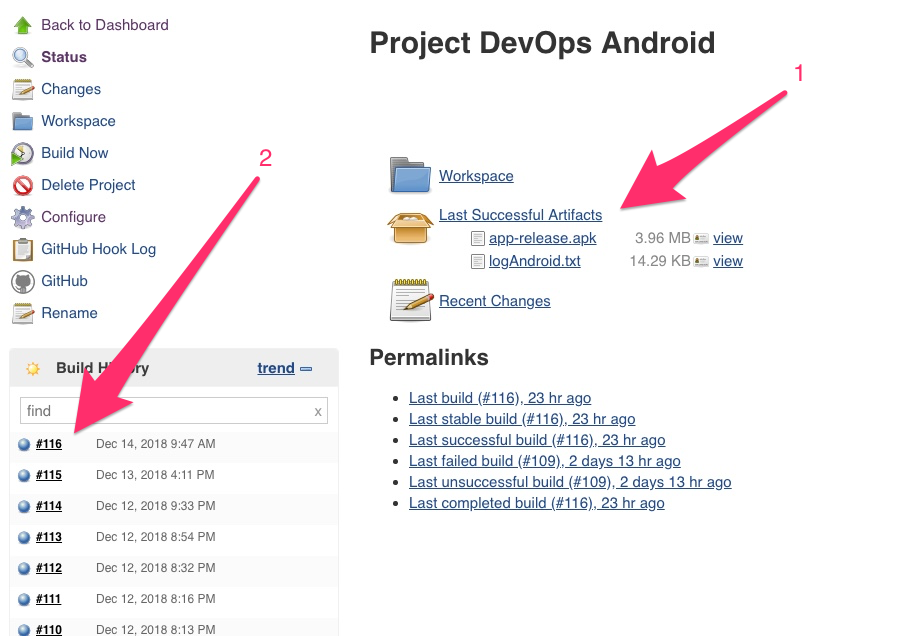 Back to Dashboard
Status
Changes
Workspace
Build Now
Delete Project
Configure
GitHub Hook Log
GitHub
Rename
2
Build History
trend
find
x
#116 Dec 14, 2018 9:47 AM
#115 Dec 13, 2018 4:11 PM
#114 Dec 12, 2018 9:33 PM
#113 Dec 12, 2018 8:54 PM
#112 Dec 12, 2018 8:32 PM
#111 Dec 12, 2018 8:16 PM
#110 Dec 12, 2018 8:13 PM
Project DevOps Android
1
Workspace
Last Successful Artifacts
app-release.apk 3.96 MB view
logAndroid.txt 14.29 KB view
Recent Changes
Permalinks
Last build (#116), 23 hr ago
Last stable build (#116), 23 hr ago
Last successful build (#116), 23 hr ago
Last failed build (#109), 2 days 13 hr ago
Last unsuccessful build (#109), 2 days 13 hr ago
Last completed build (#116), 23 hr ago